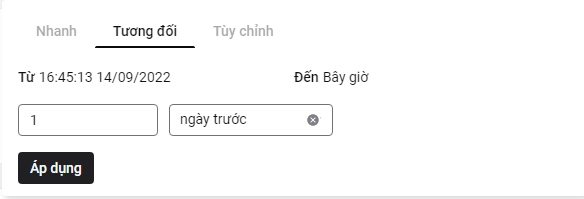 Nhanh Tương đối Tùy chỉnh
Từ 16:45:13 14/09/2022 Đến Bây giờ
1 ngày trước
Áp dụng